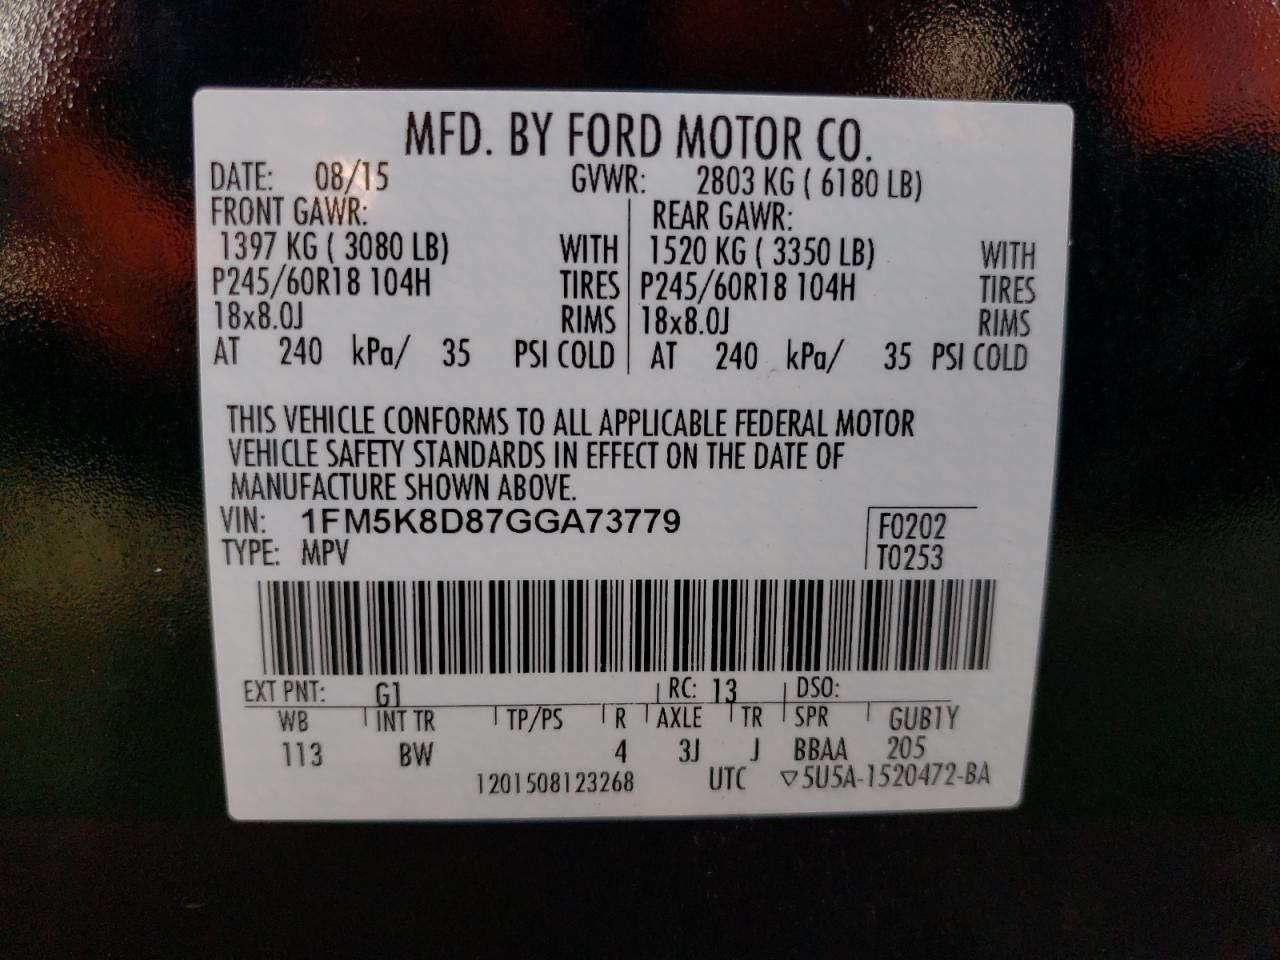 MFD. BY FORD MOTOR CO.
DATE: 08/15 GVWR: 2803 KG ( 6180 LB)
FRONT GAWR: REAR GAWR:
1397 KG ( 3080 LB) WITH 1520 KG ( 3350 LB) WITH
P245/60R18 104H TIRES P245/60R18 104H TIRES
18x8.0J RIMS 18x8.0J RIMS
AT 240 kPa/ 35 PSI COLD AT 240 kPa/ 35 PSI COLD
THIS VEHICLE CONFORMS TO ALL APPLICABLE FEDERAL MOTOR
VEHICLE SAFETY STANDARDS IN EFFECT ON THE DATE OF
MANUFACTURE SHOWN ABOVE.
VIN: 1FM5K8D87GGA73779 F0202
TYPE: MPV T0253
EXT PNT: G1 RC: 13 DSO:
WB INT TR TP/PS R AXLE TR SPR GUB1Y
113 BW 4 3J J BBAA 205
1201508123268 UTC ▽5U5A-1520472-BA